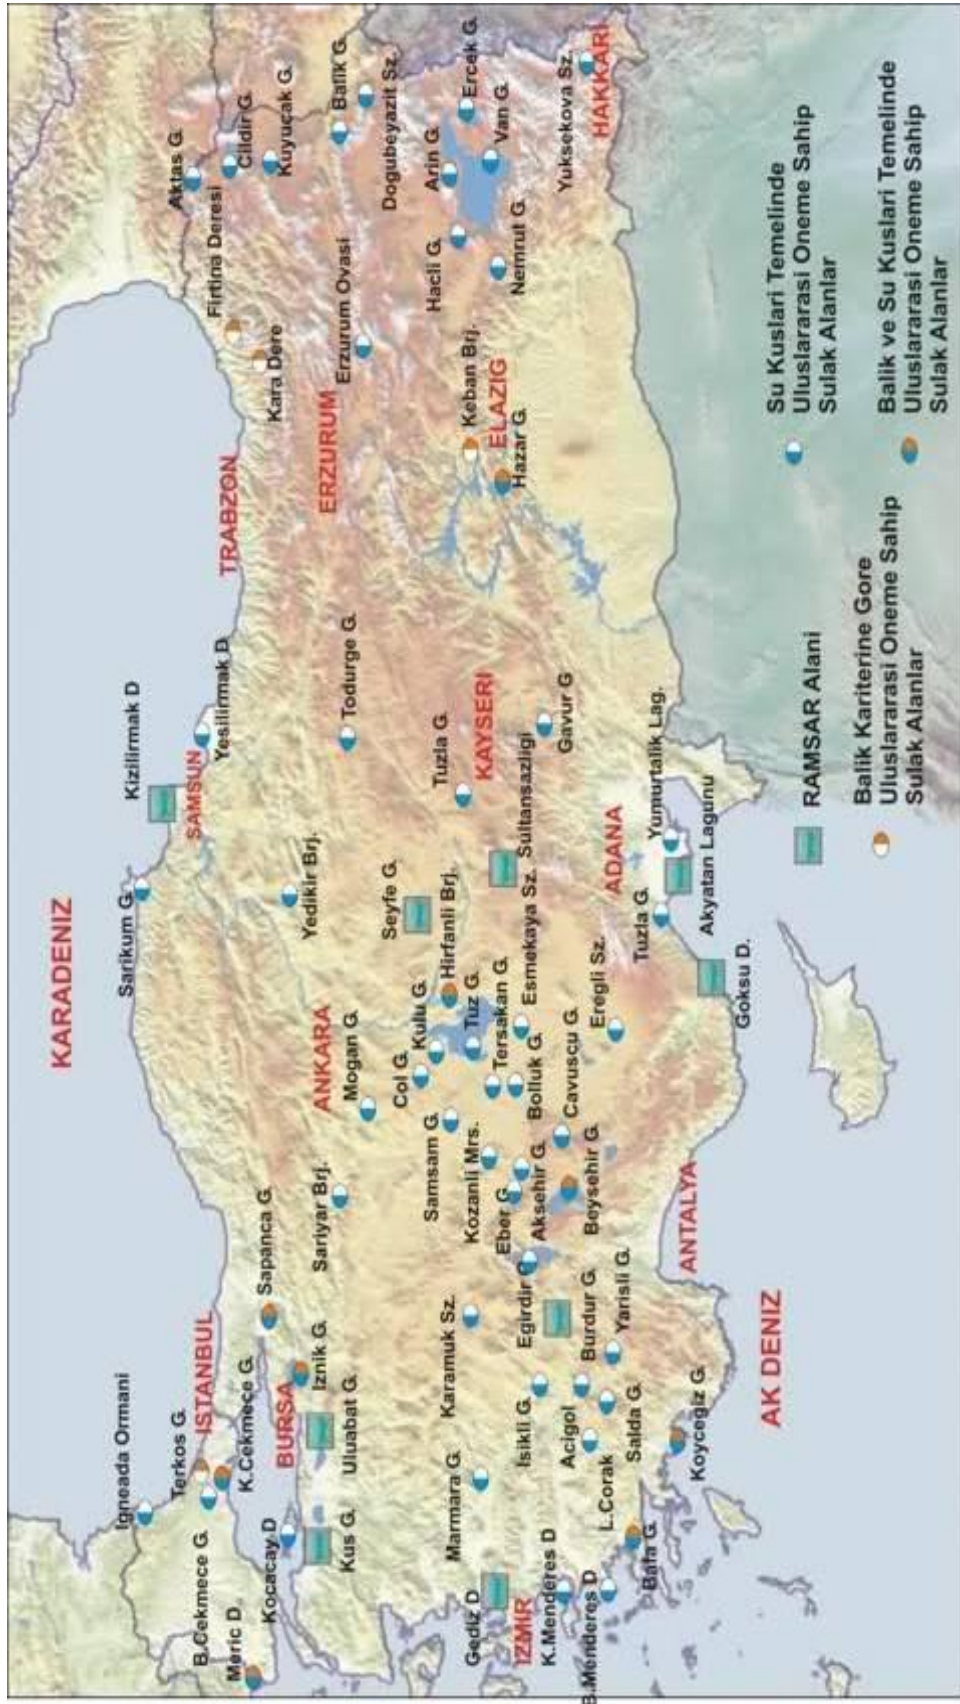 KARADENIZ
Igneada Ormani
Terkos G.
ISTANBUL
B.Cekmece G.
K.Cekmece G.
Meric D.
Kocacay D
Sapanca G.
BURSA
Iznik G.
Uluabat G.
Kus G.
Sariyar Brj.
ANKARA
Mogan G.
Sarikum G.
Kizilirmak D
SAMSUN
Yesilirmak D
Yedikir Brj.
Todurge G.
TRABZON
Firtina Deresi
Kara Dere
Aktas G.
Cildir G.
Kuyucak G.
Balik G.
Dogubeyazit Sz.
ERZURUM
Erzurum Ovasi
Arin G.
Ercek G.
Van G.
Hacli G.
Nemrut G.
Yuksekova Sz.
HAKKARI
Keban Brj.
ELAZIG
Hazar G.
Tuzla G.
KAYSERI
Seyfe G.
Hirfanli Brj.
Sultansazligi
Gavur G
Col G.
Kulu G.
Tuz G.
Tersakan G.
Esmekaya Sz.
Bolluk G.
Samsam G.
Kozanli Mrs.
Cavuscu G.
Eregli Sz.
Eber G.
Aksehir G.
Beysehir G.
Karamuk Sz.
Egirdir G
Burdur G.
Yarisli G.
Marmara G.
Isikli G.
Acigol
Salda G.
L.Corak
Gediz D
IZMIR
K.Menderes D
B.Menderes D
Bafa G.
Koycegiz G.
ANTALYA
ADANA
Tuzla G.
Yumurtalik Lag.
Akyatan Lagunu
Goksu D.
AK DENIZ
RAMSAR Alani
Balik Kariterine Gore
Uluslararasi Oneme Sahip
Sulak Alanlar
Su Kuslari Temelinde
Uluslararasi Oneme Sahip
Sulak Alanlar
Balik ve Su Kuslari Temelinde
Uluslararasi Oneme Sahip
Sulak Alanlar